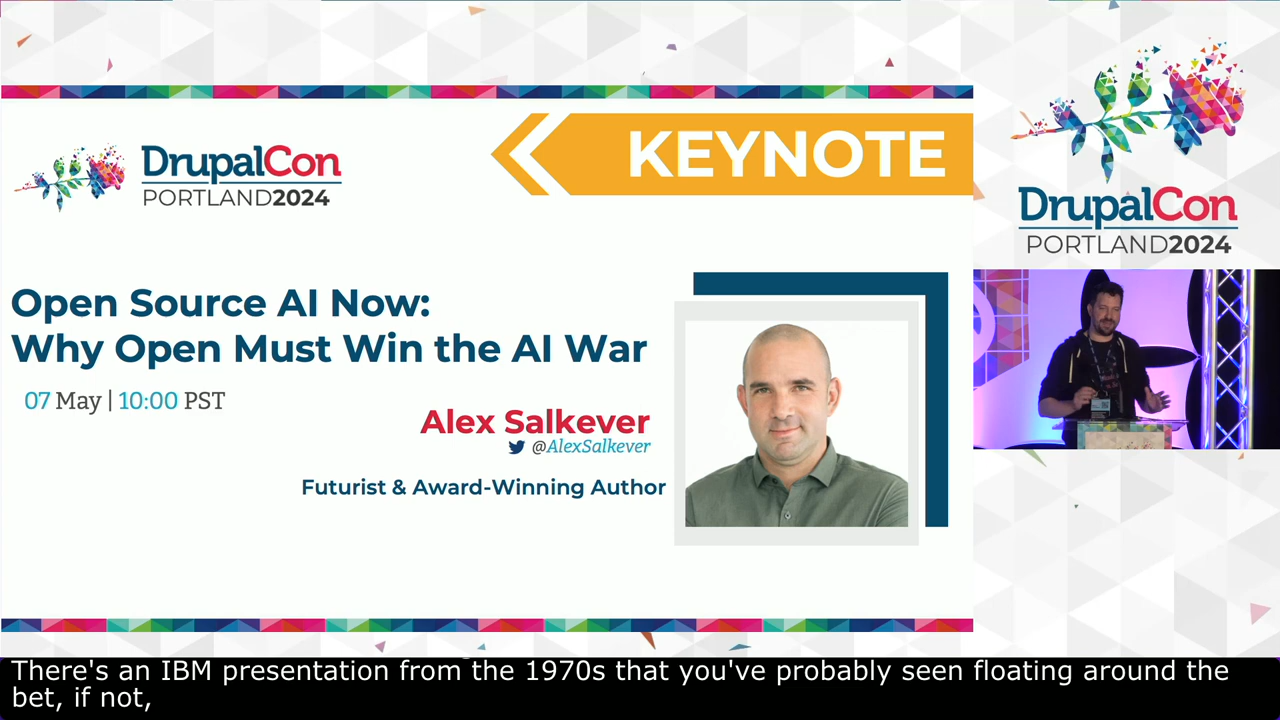 DrupalCon
PORTLAND2024
KEYNOTE
Open Source AI Now:
Why Open Must Win the AI War
07 May | 10:00 PST
Alex Salkever
@AlexSalkever
Futurist & Award-Winning Author
DrupalCon
PORTLAND2024
There's an IBM presentation from the 1970s that you've probably seen floating around the
bet, if not,